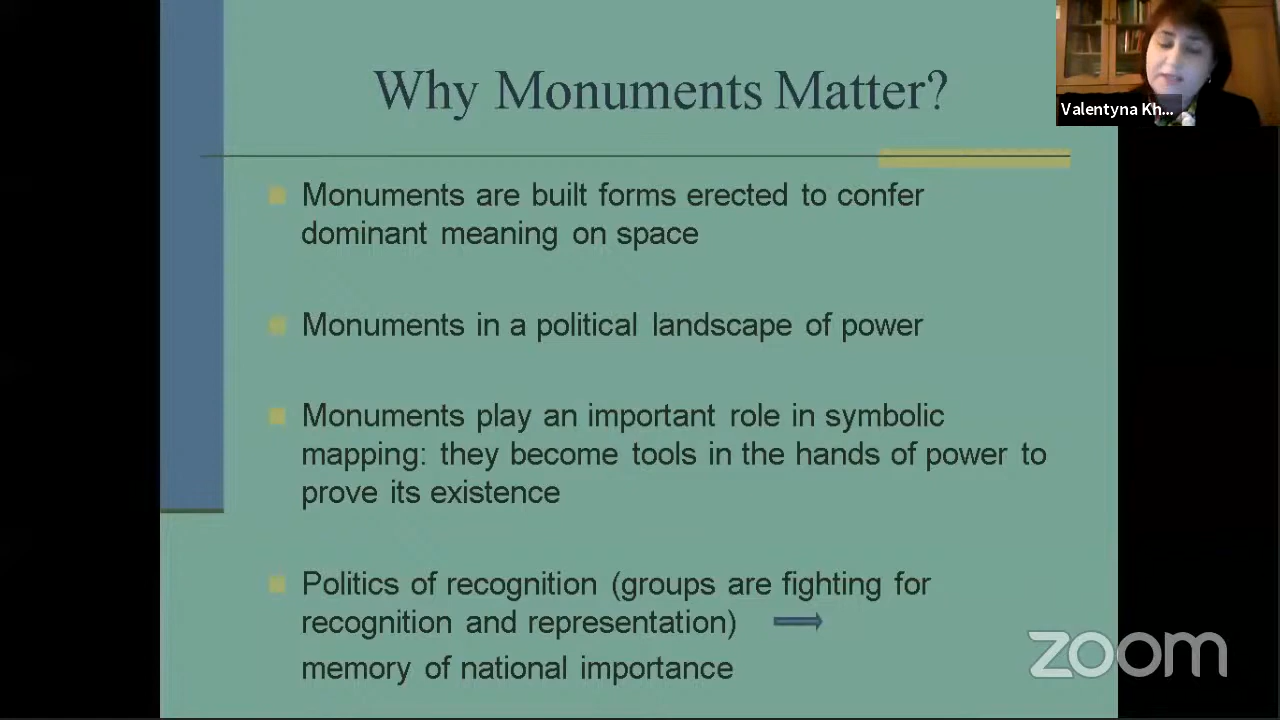 Why Monuments Matter?
Valentyna Kh...
Monuments are built forms erected to confer
dominant meaning on space
Monuments in a political landscape of power
Monuments play an important role in symbolic
mapping: they become tools in the hands of power to
prove its existence
Politics of recognition (groups are fighting for
recognition and representation)
memory of national importance
zoom